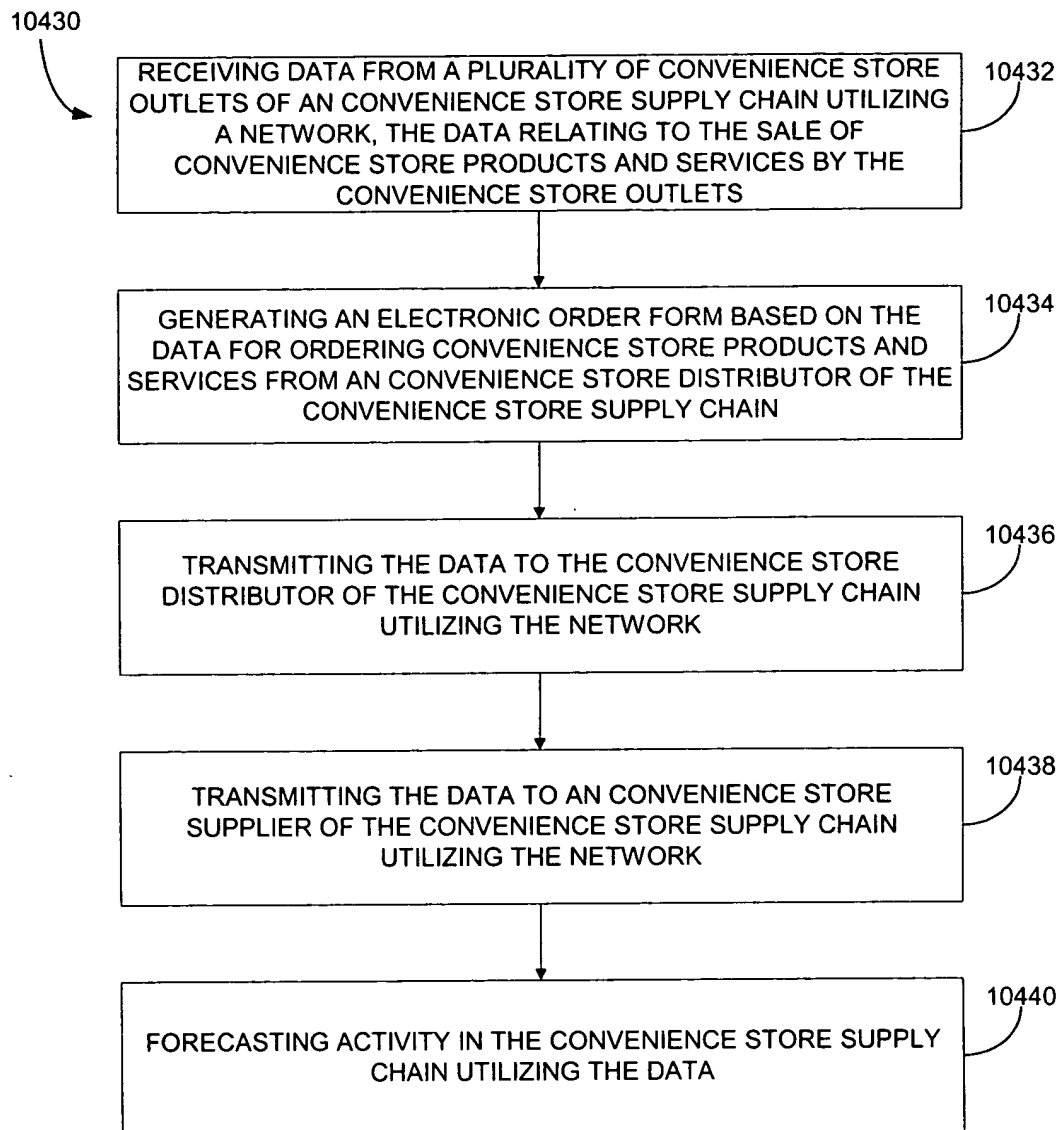 10430
RECEIVING DATA FROM A PLURALITY OF CONVENIENCE STORE
OUTLETS OF AN CONVENIENCE STORE SUPPLY CHAIN UTILIZING
A NETWORK, THE DATA RELATING TO THE SALE OF
CONVENIENCE STORE PRODUCTS AND SERVICES BY THE
CONVENIENCE STORE OUTLETS
10432
GENERATING AN ELECTRONIC ORDER FORM BASED ON THE
DATA FOR ORDERING CONVENIENCE STORE PRODUCTS AND
SERVICES FROM AN CONVENIENCE STORE DISTRIBUTOR OF THE
CONVENIENCE STORE SUPPLY CHAIN
10434
TRANSMITTING THE DATA TO THE CONVENIENCE STORE
DISTRIBUTOR OF THE CONVENIENCE STORE SUPPLY CHAIN
UTILIZING THE NETWORK
10436
TRANSMITTING THE DATA TO AN CONVENIENCE STORE
SUPPLIER OF THE CONVENIENCE STORE SUPPLY CHAIN
UTILIZING THE NETWORK
10438
FORECASTING ACTIVITY IN THE CONVENIENCE STORE SUPPLY
CHAIN UTILIZING THE DATA
10440